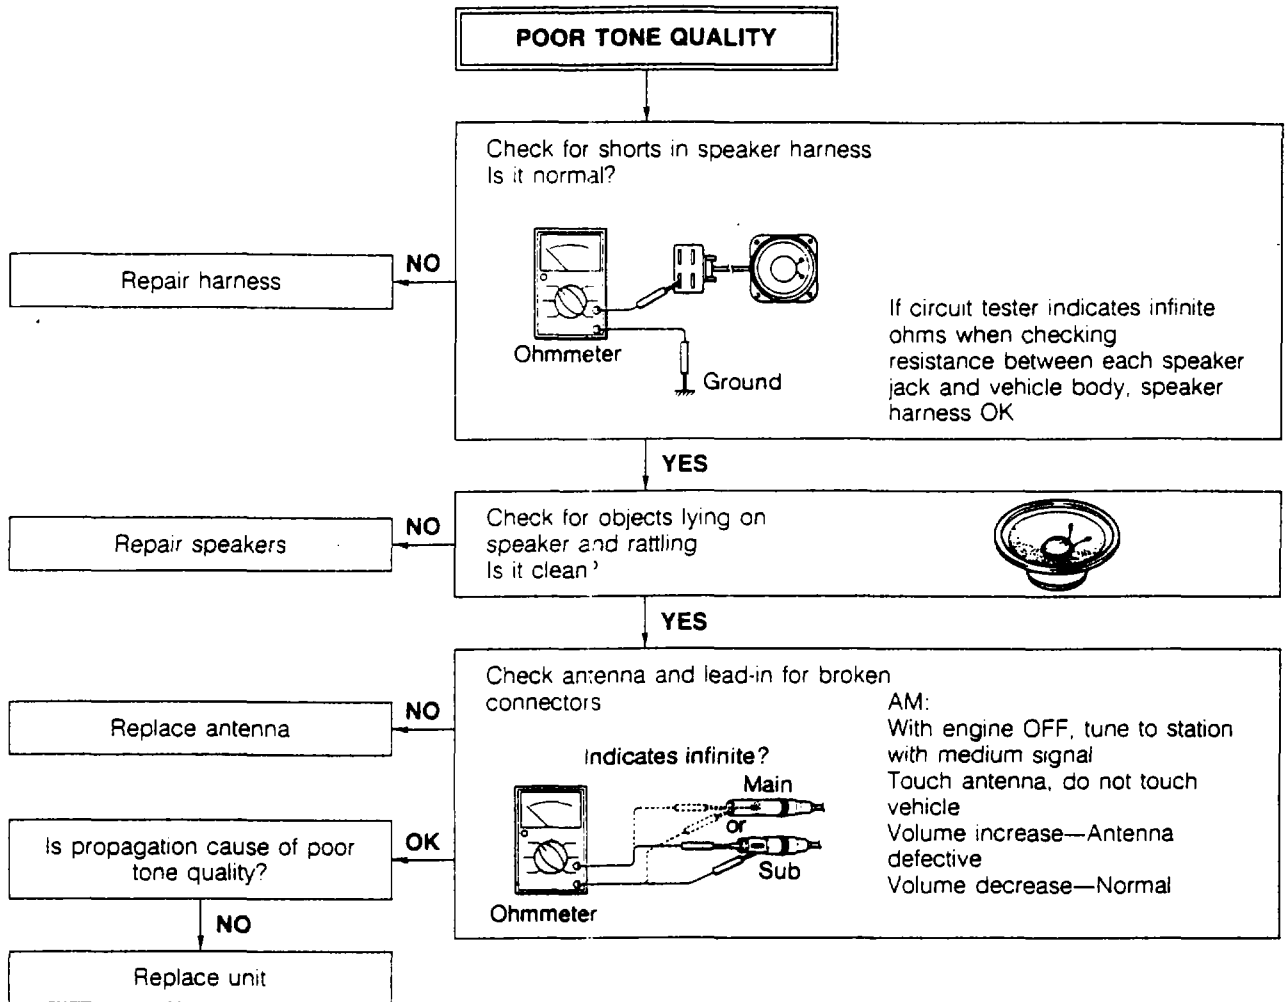 POOR TONE QUALITY
Check for shorts in speaker harness
Is it normal?
NO
Repair harness
Ohmmeter
Ground
If circuit tester indicates infinite
ohms when checking
resistance between each speaker
jack and vehicle body, speaker
harness OK
YES
Check for objects lying on
speaker and rattling
Is it clean?
NO
Repair speakers
YES
Check antenna and lead-in for broken
connectors
NO
Replace antenna
Indicates infinite?
Main
or
Sub
Ohmmeter
AM:
With engine OFF, tune to station
with medium signal
Touch antenna, do not touch
vehicle
Volume increase—Antenna
defective
Volume decrease—Normal
OK
Is propagation cause of poor
tone quality?
NO
Replace unit